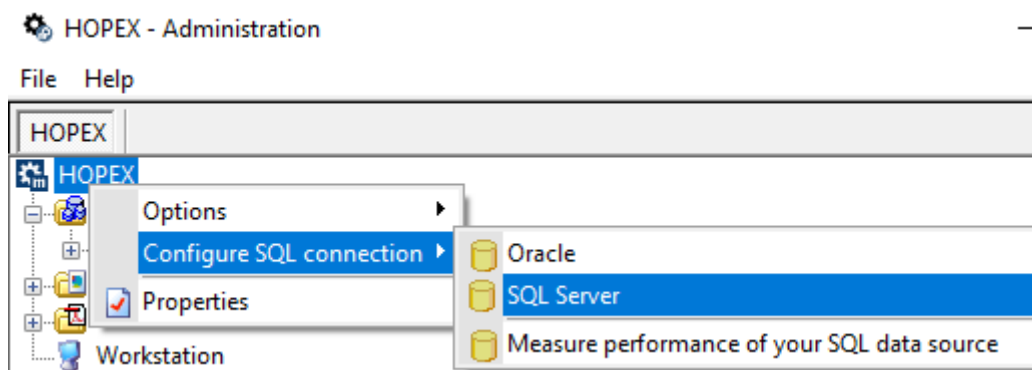 HOPEX - Administration
File Help
HOPEX
HOPEX
Options
Configure SQL connection
Oracle
SQL Server
Properties
Measure performance of your SQL data source
Workstation